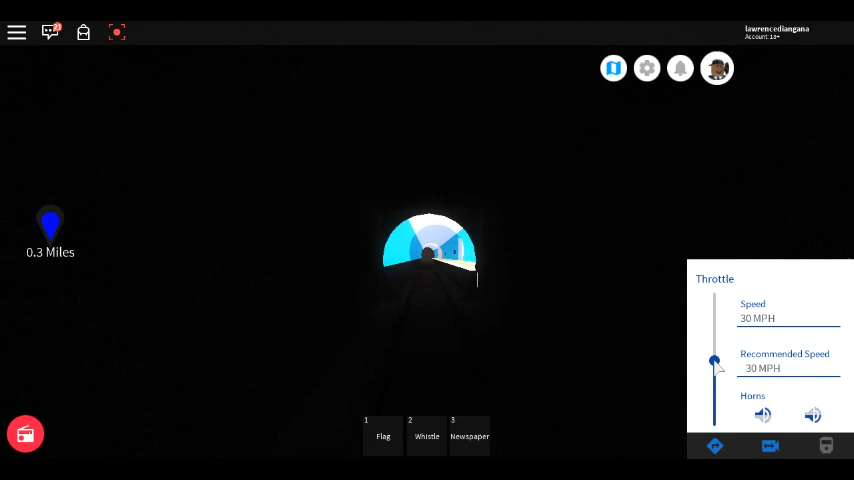 21
lawrencediangana
Account: 13+
0.3 Miles
Throttle
Speed
30 MPH
Recommended Speed
30 MPH
Horns
1
Flag
2
Whistle
3
Newspaper